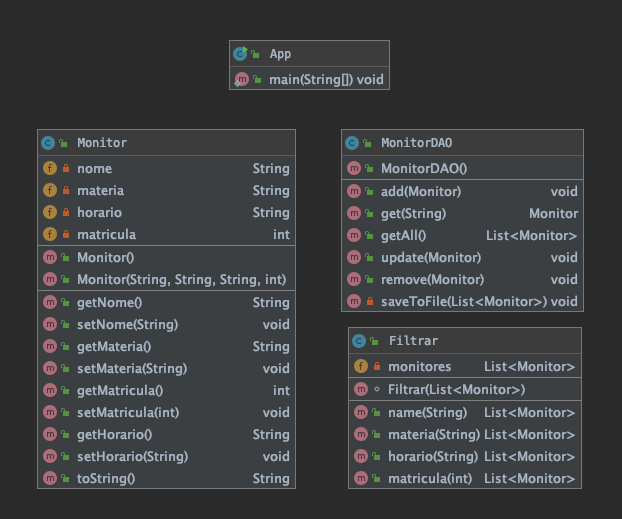 App
main(String[]) void
Monitor
nome String
materia String
horario String
matricula int
Monitor()
Monitor(String, String, String, int)
getNome() String
setNome(String) void
getMateria() String
setMateria(String) void
getMatricula() int
setMatricula(int) void
getHorario() String
setHorario(String) void
toString() String
MonitorDAO
MonitorDAO()
add(Monitor) void
get(String) Monitor
getAll() List<Monitor>
update(Monitor) void
remove(Monitor) void
saveToFile(List<Monitor>) void
Filtrar
monitores List<Monitor>
Filtrar(List<Monitor>)
name(String) List<Monitor>
materia(String) List<Monitor>
horario(String) List<Monitor>
matricula(int) List<Monitor>